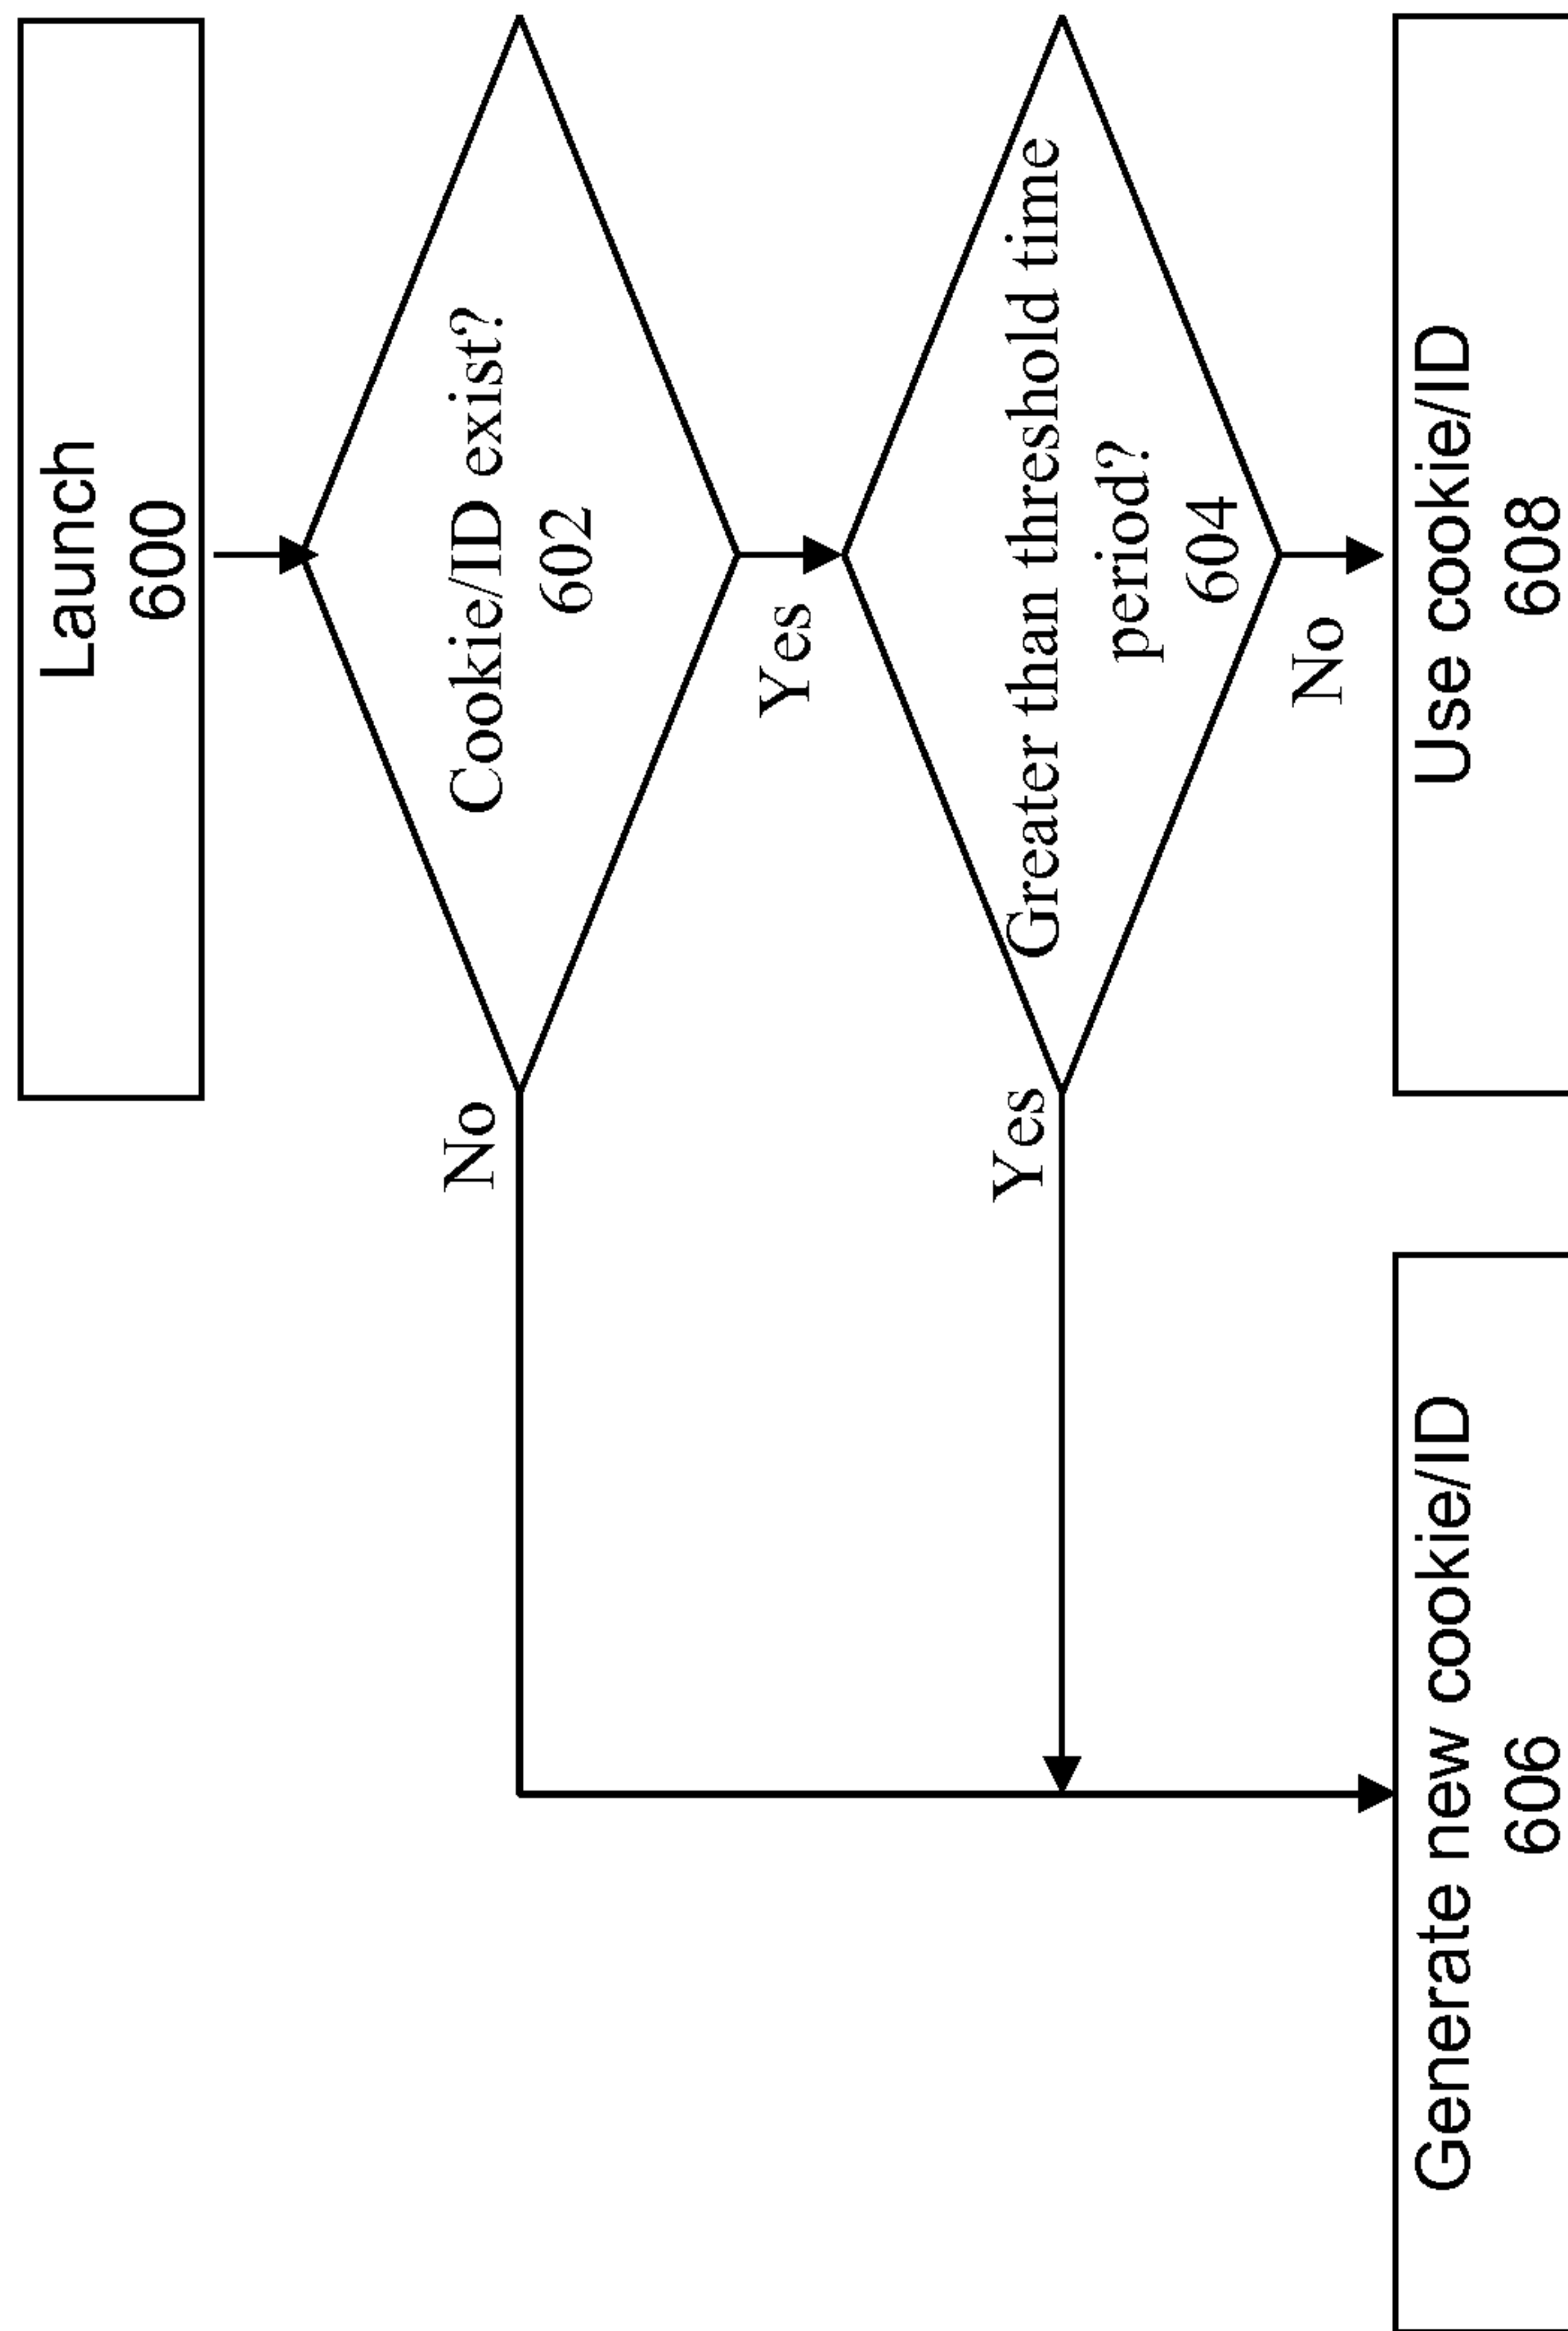 Launch
600
Cookie/ID exist?
602
No
Yes
Greater than threshold time
period?
604
Yes
No
Generate new cookie/ID
606
Use cookie/ID
608